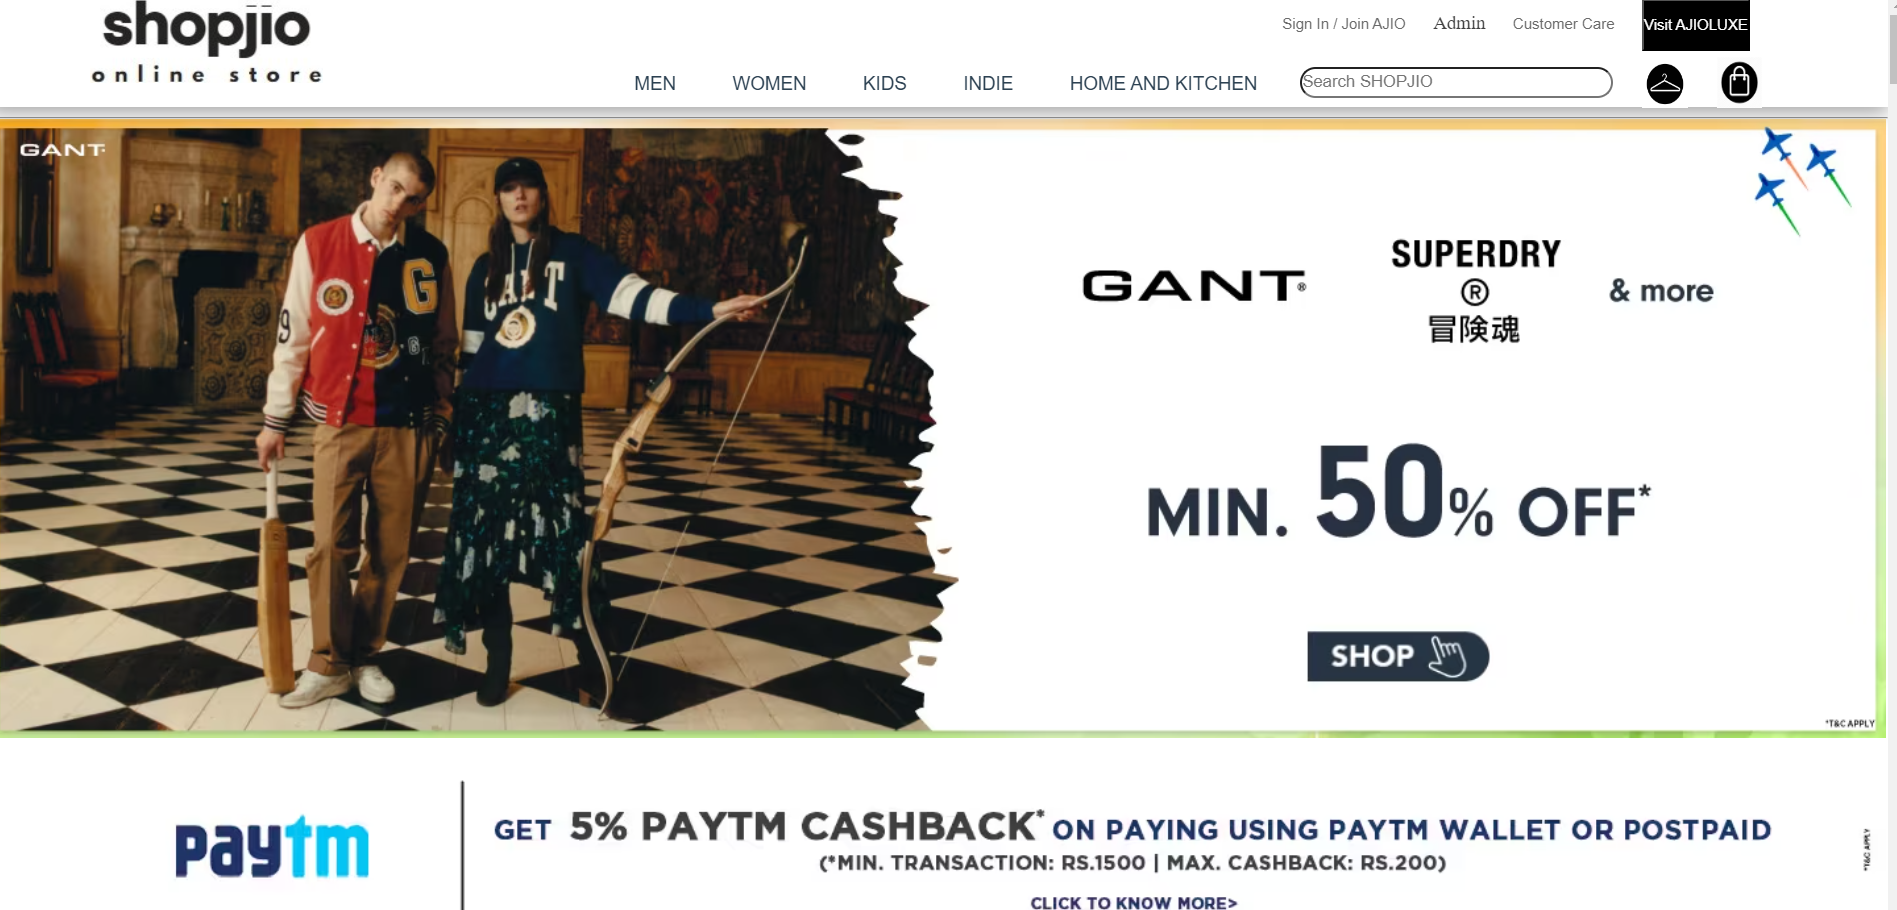 shopjio
online store
Sign In / Join AJIO
Admin
Customer Care
Visit AJIOLUXE
MEN
WOMEN
KIDS
INDIE
HOME AND KITCHEN
Search SHOPJIO
GANT
G
9
GANT
GANT®
SUPERDRY
®
冒険魂
& more
MIN. 50% OFF*
SHOP
*T&C APPLY
paytm
GET 5% PAYTM CASHBACK* ON PAYING USING PAYTM WALLET OR POSTPAID
(*MIN. TRANSACTION: RS.1500 | MAX. CASHBACK: RS.200)
CLICK TO KNOW MORE>
*T&C APPLY